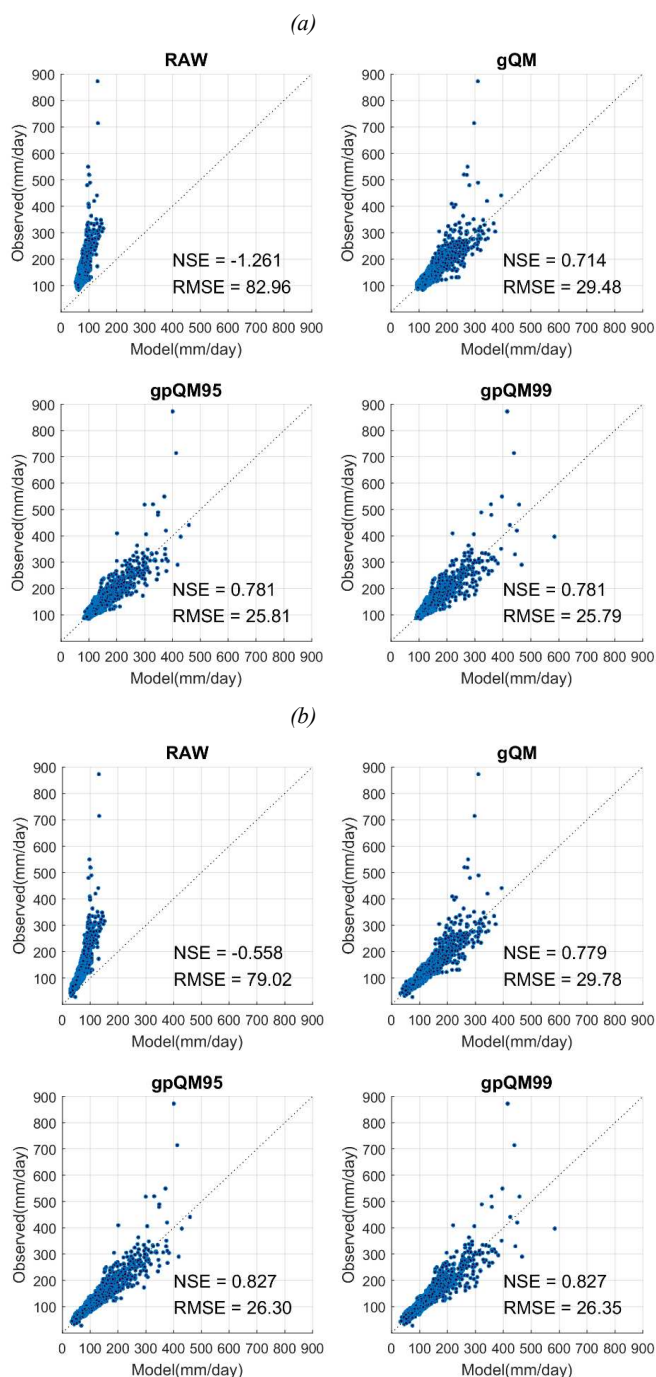 (a)
RAW
900
800
700
600
500
400
300
200
100
Observed(mm/day)
NSE = -1.261
RMSE = 82.96
0 100 200 300 400 500 600 700 800 900
Model(mm/day)
gQM
900
800
700
600
500
400
300
200
100
Observed(mm/day)
NSE = 0.714
RMSE = 29.48
0 100 200 300 400 500 600 700 800 900
Model(mm/day)
gpQM95
900
800
700
600
500
400
300
200
100
Observed(mm/day)
NSE = 0.781
RMSE = 25.81
0 100 200 300 400 500 600 700 800 900
Model(mm/day)
gpQM99
900
800
700
600
500
400
300
200
100
Observed(mm/day)
NSE = 0.781
RMSE = 25.79
0 100 200 300 400 500 600 700 800 900
Model(mm/day)
(b)
RAW
900
800
700
600
500
400
300
200
100
Observed(mm/day)
NSE = -0.558
RMSE = 79.02
0 100 200 300 400 500 600 700 800 900
Model(mm/day)
gQM
900
800
700
600
500
400
300
200
100
Observed(mm/day)
NSE = 0.779
RMSE = 29.78
0 100 200 300 400 500 600 700 800 900
Model(mm/day)
gpQM95
900
800
700
600
500
400
300
200
100
Observed(mm/day)
NSE = 0.827
RMSE = 26.30
0 100 200 300 400 500 600 700 800 900
Model(mm/day)
gpQM99
900
800
700
600
500
400
300
200
100
Observed(mm/day)
NSE = 0.827
RMSE = 26.35
0 100 200 300 400 500 600 700 800 900
Model(mm/day)